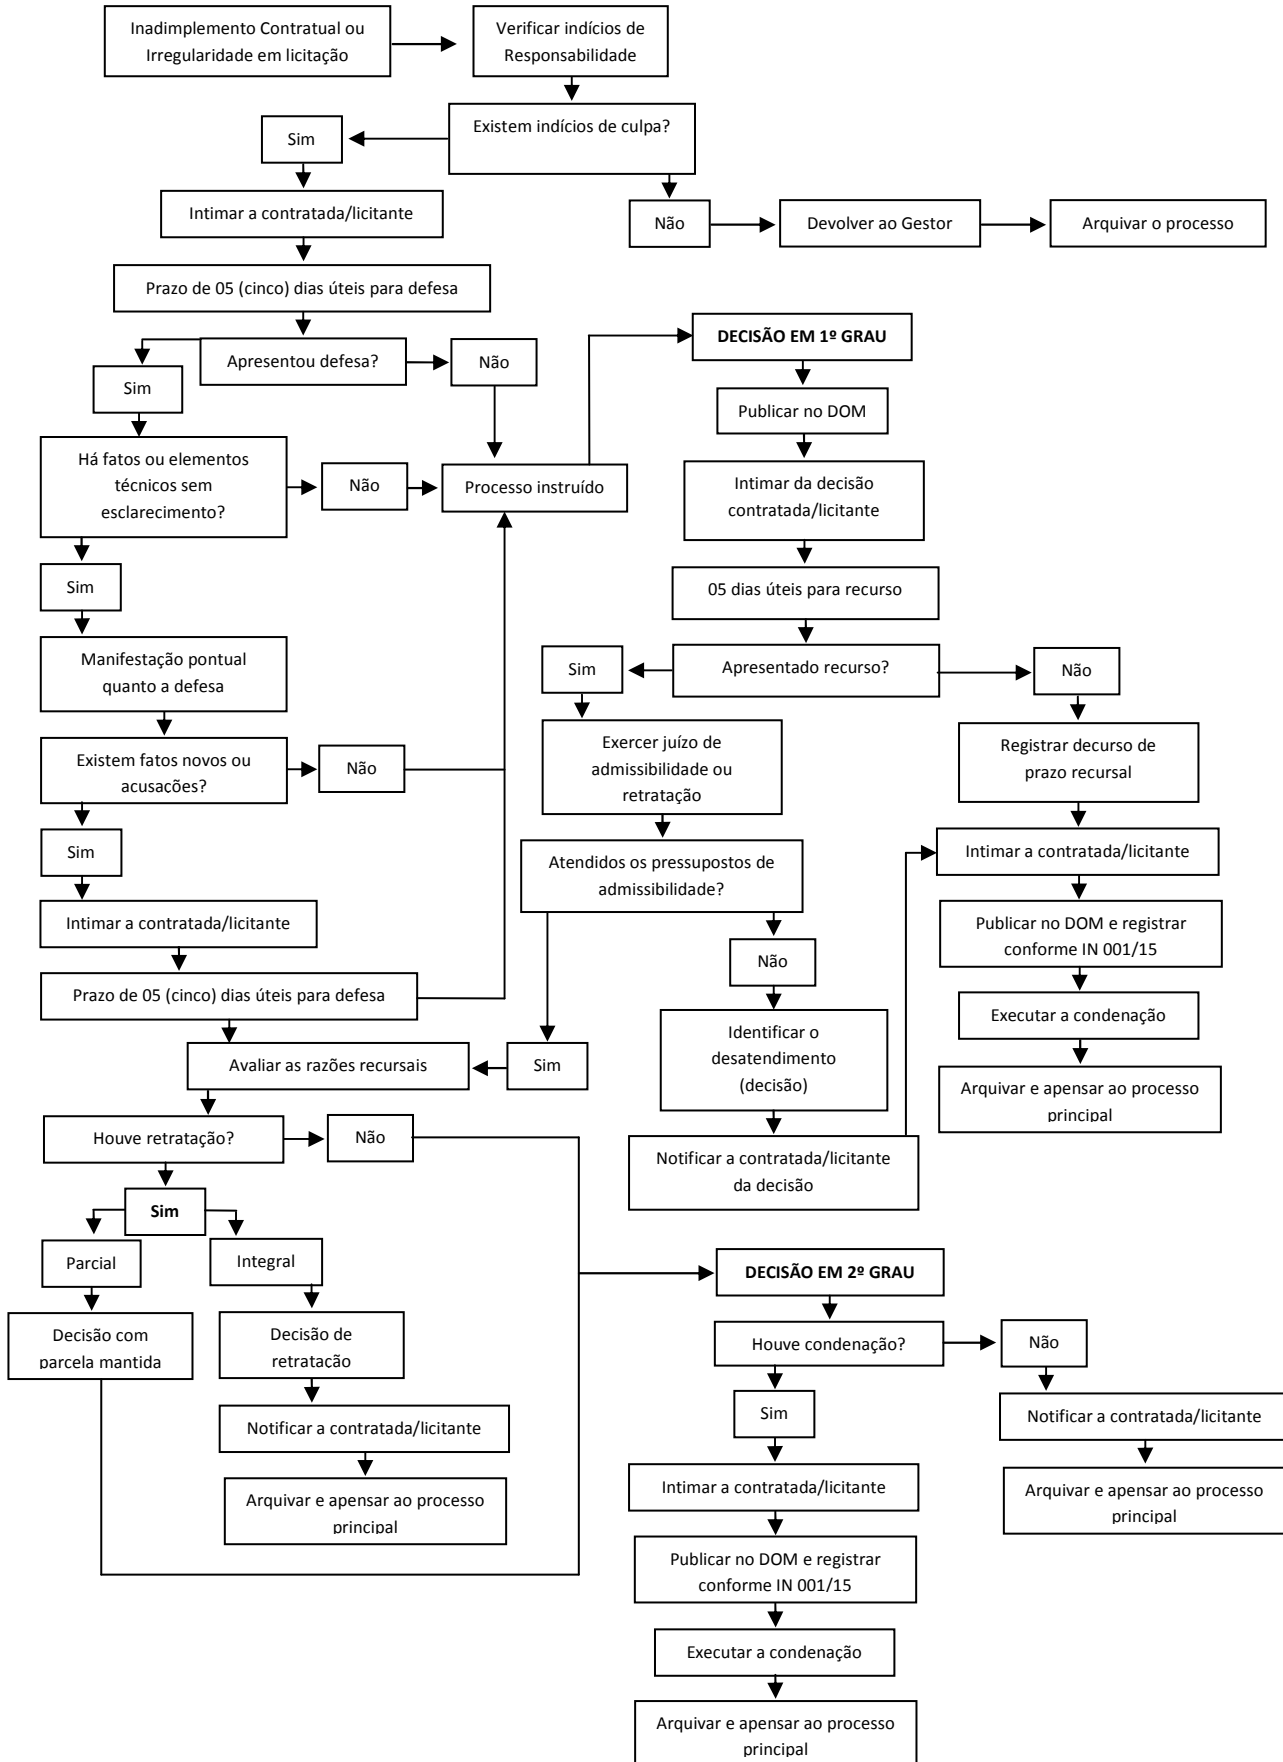 Inadimplemento Contratual ou
Irregularidade em licitação
Verificar indícios de
Responsabilidade
Existem indícios de culpa?
Sim
Intimar a contratada/licitante
Não
Devolver ao Gestor
Arquivar o processo
Prazo de 05 (cinco) dias úteis para defesa
Apresentou defesa?
Não
Sim
Há fatos ou elementos
técnicos sem
esclarecimento?
Não
Processo instruído
Sim
Manifestação pontual
quanto a defesa
Existem fatos novos ou
acusações?
Não
Sim
Intimar a contratada/licitante
Prazo de 05 (cinco) dias úteis para defesa
DECISÃO EM 1º GRAU
Publicar no DOM
Intimar da decisão
contratada/licitante
05 dias úteis para recurso
Apresentado recurso?
Sim
Não
Exercer juízo de
admissibilidade ou
retratação
Atendidos os pressupostos de
admissibilidade?
Não
Identificar o
desatendimento
(decisão)
Notificar a contratada/licitante
da decisão
Registrar decurso de
prazo recursal
Intimar a contratada/licitante
Publicar no DOM e registrar
conforme IN 001/15
Executar a condenação
Arquivar e apensar ao processo
principal
Sim
Avaliar as razões recursais
Houve retratação?
Não
Sim
Parcial
Integral
Decisão com
parcela mantida
Decisão de
retratação
Notificar a contratada/licitante
Arquivar e apensar ao processo
principal
DECISÃO EM 2º GRAU
Houve condenação?
Não
Sim
Notificar a contratada/licitante
Arquivar e apensar ao processo
principal
Intimar a contratada/licitante
Publicar no DOM e registrar
conforme IN 001/15
Executar a condenação
Arquivar e apensar ao processo
principal